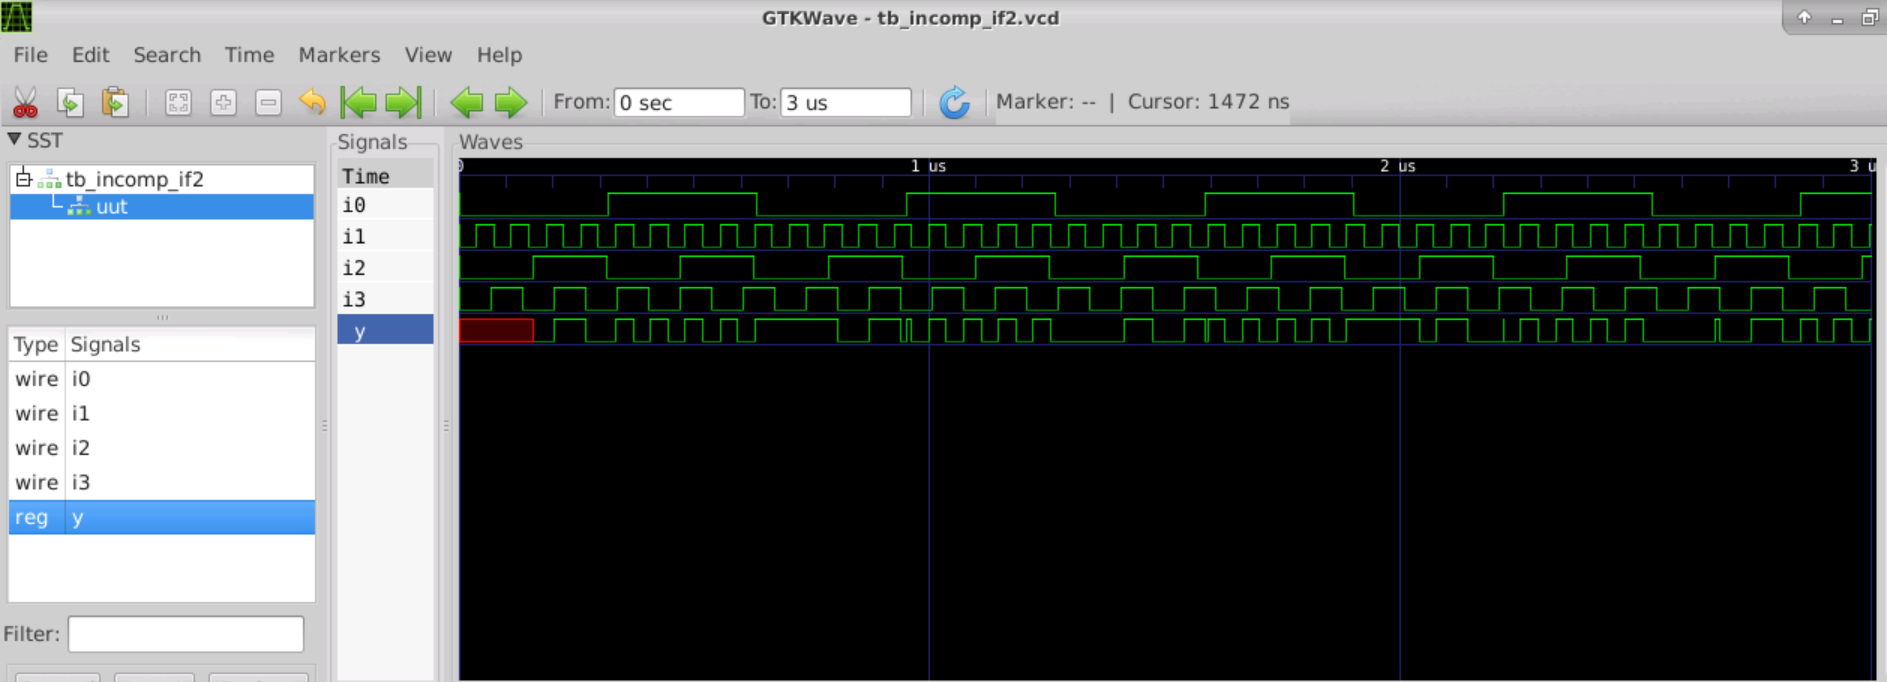 GTKWave - tb_incomp_if2.vcd
File Edit Search Time Markers View Help
From: 0 sec To: 3 us Marker: -- | Cursor: 1472 ns
SST
tb_incomp_if2
uut
Type Signals
wire i0
wire i1
wire i2
wire i3
reg y
Filter:
Signals
Time
i0
i1
i2
i3
y
Waves
0 1 us 2 us 3 u